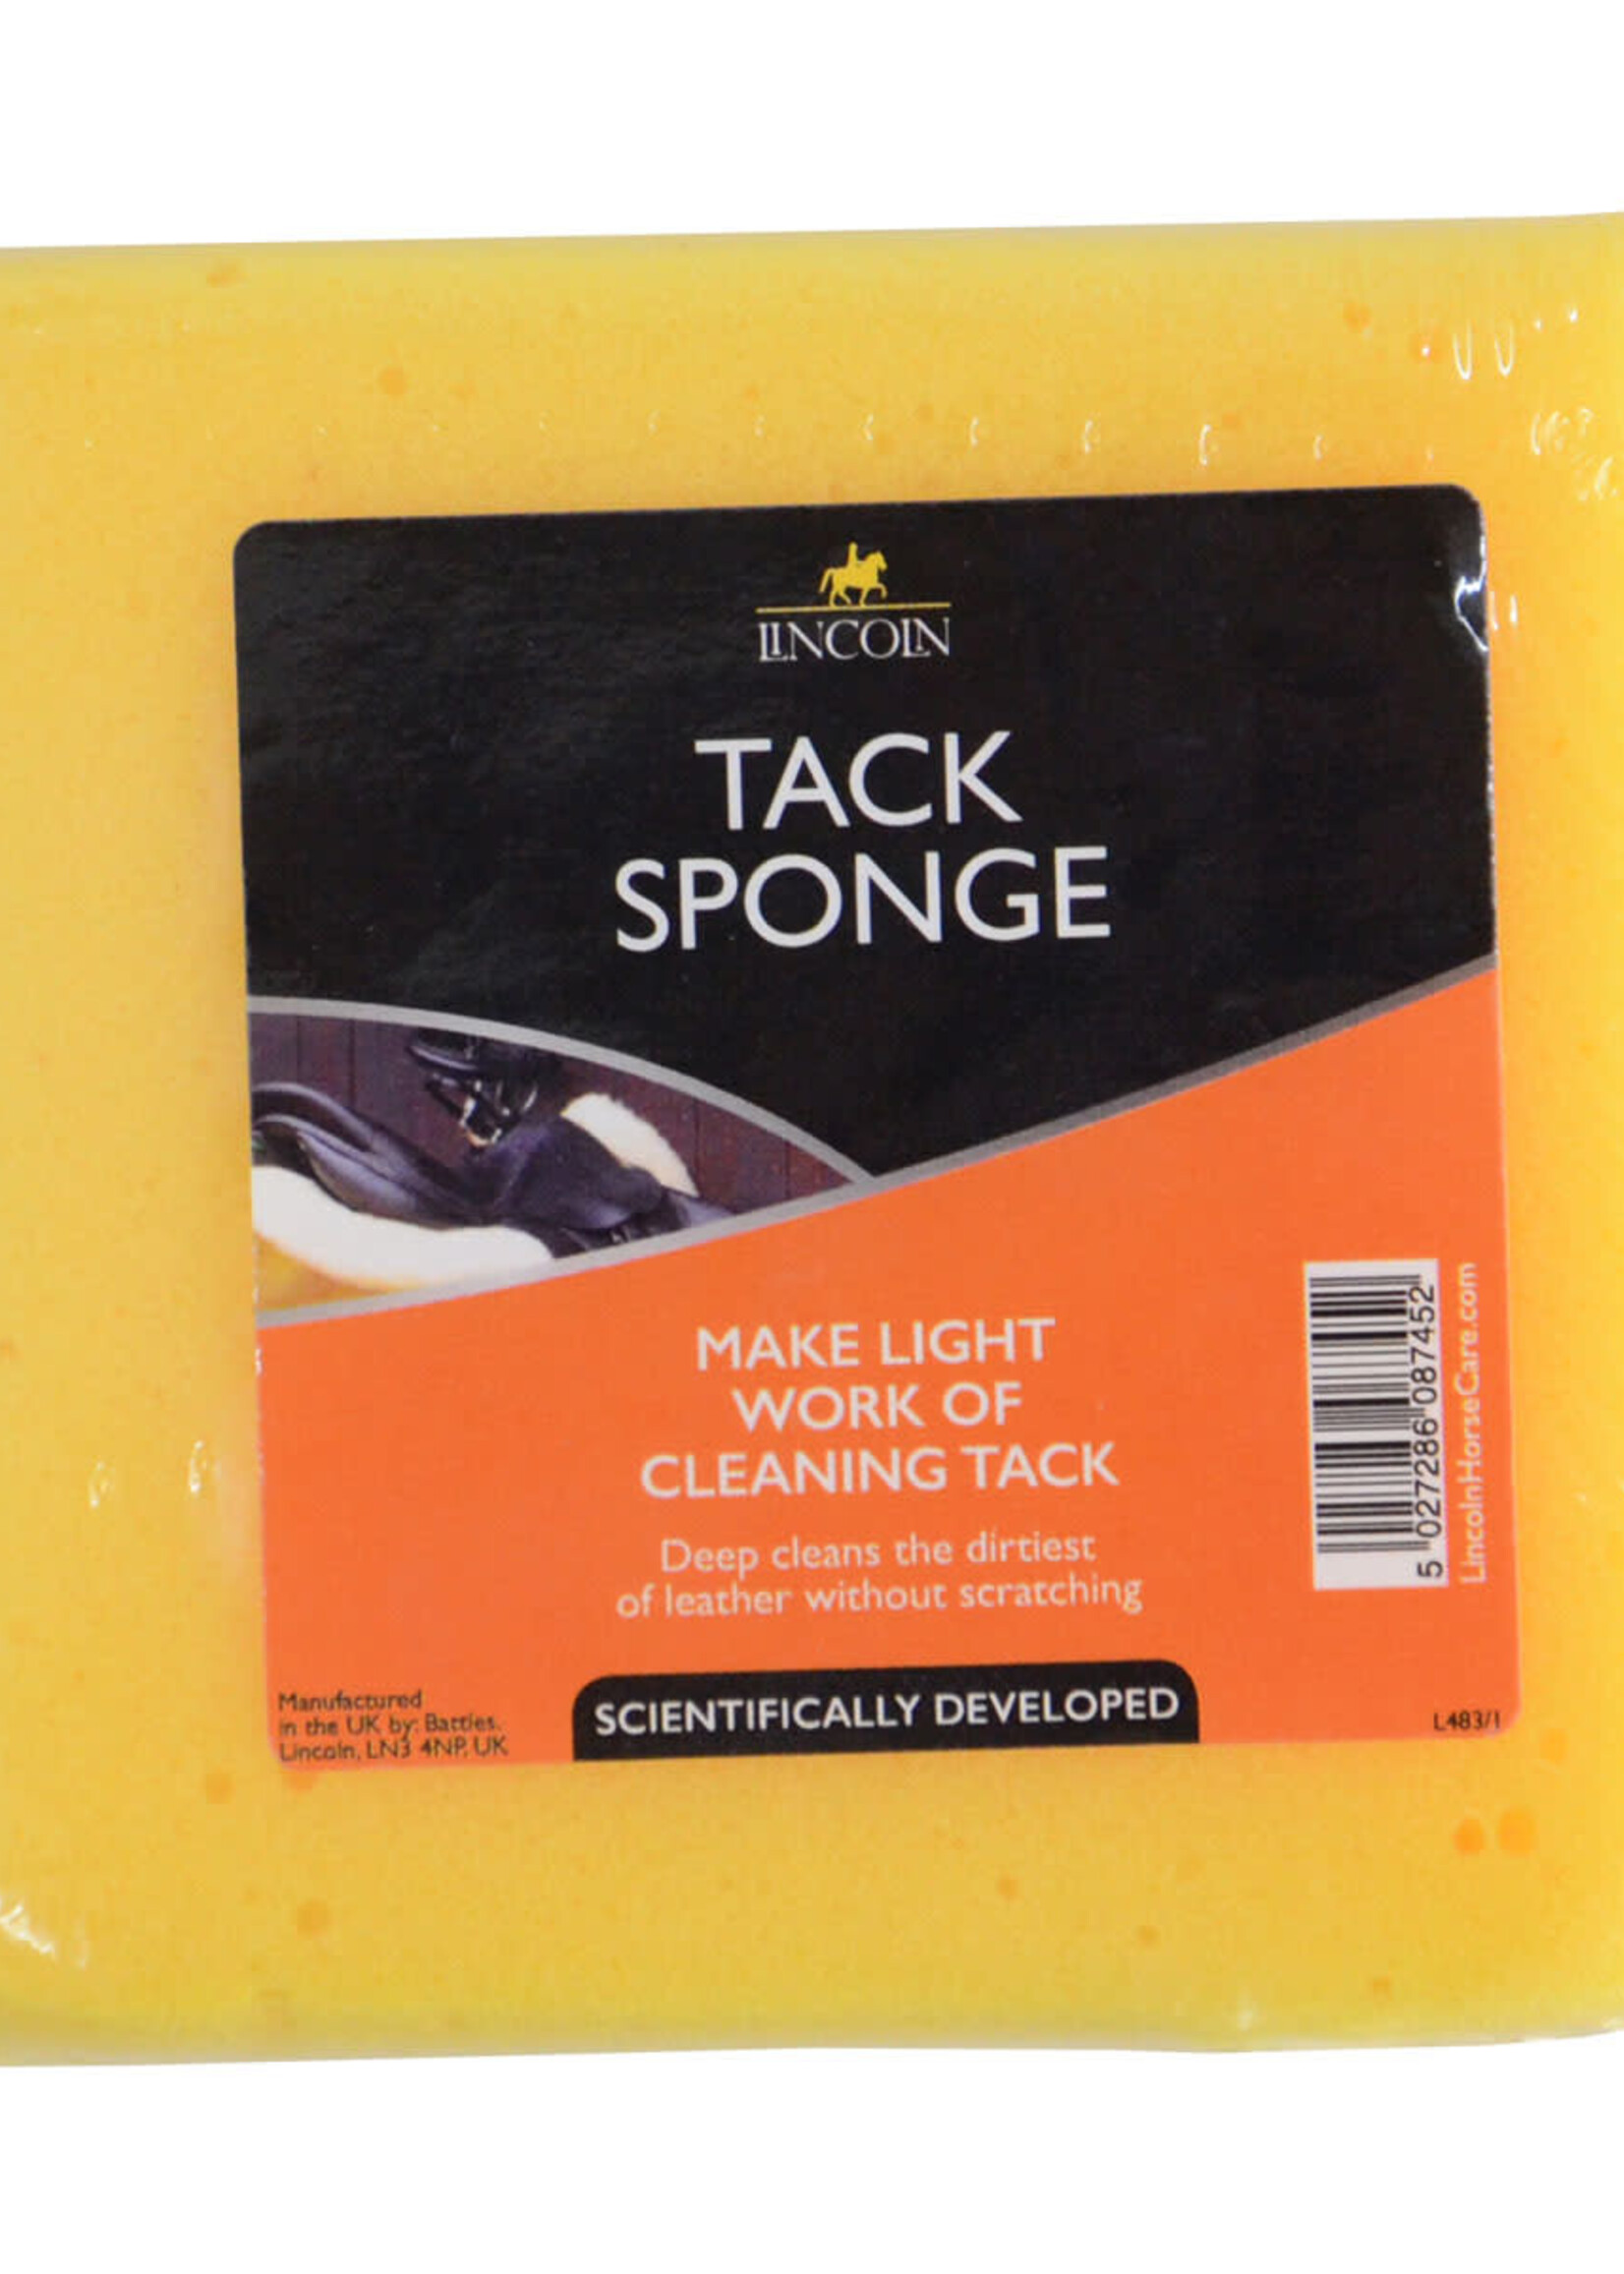 LINCOLN
TACK
SPONGE
MAKE LIGHT
WORK OF
CLEANING TACK
Deep cleans the dirtiest
of leather without scratching
SCIENTIFICALLY DEVELOPED
Manufactured
in the UK by: Battles,
Lincoln, LN3 4NP, UK
5 027286 087452
LincolnHorseCare.com
L483/1